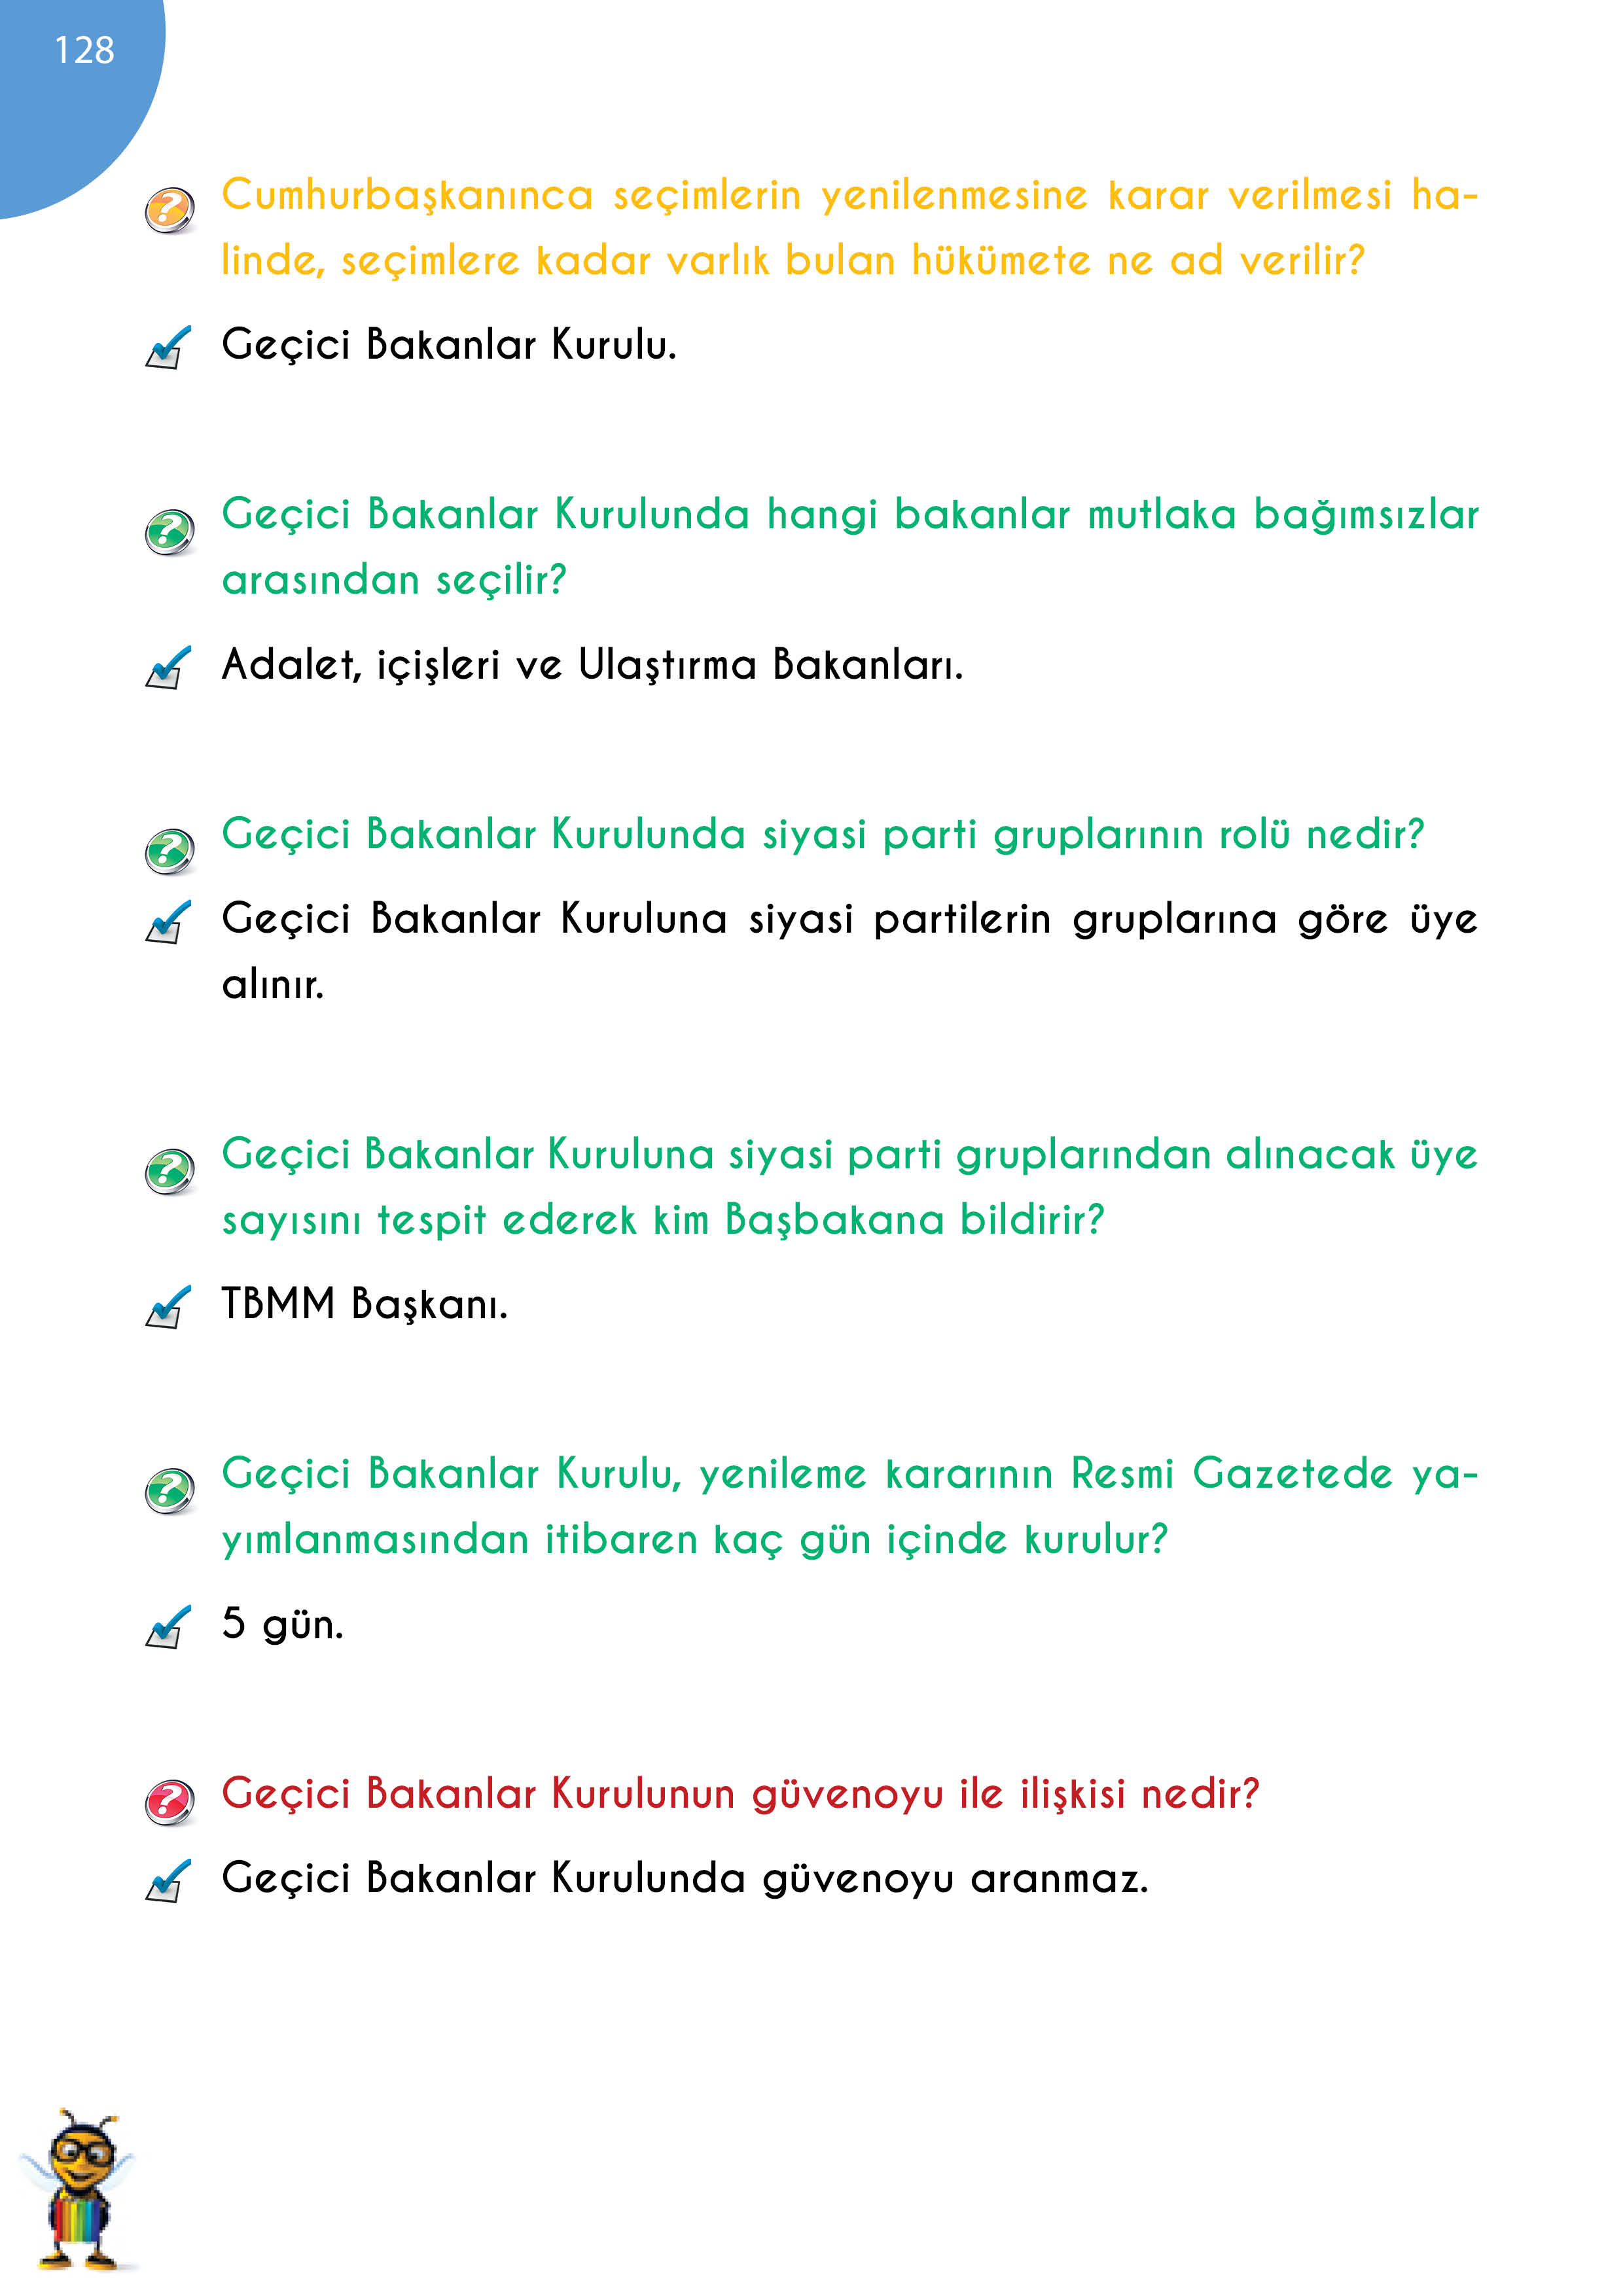 128
Cumhurbaşkanınca seçimlerin yenilenmesine karar verilmesi ha-
linde, seçimlere kadar varlık bulan hükümete ne ad verilir?
Geçici Bakanlar Kurulu.
Geçici Bakanlar Kurulunda hangi bakanlar mutlaka bağımsızlar
arasından seçilir?
Adalet, içişleri ve Ulaştırma Bakanları.
Geçici Bakanlar Kurulunda siyasi parti gruplarının rolü nedir?
Geçici Bakanlar Kuruluna siyasi partilerin gruplarına göre üye
alınır.
Geçici Bakanlar Kuruluna siyasi parti gruplarından alınacak üye
sayısını tespit ederek kim Başbakana bildirir?
TBMM Başkanı.
Geçici Bakanlar Kurulu, yenileme kararının Resmi Gazetede ya-
yımlanmasından itibaren kaç gün içinde kurulur?
5 gün.
Geçici Bakanlar Kurulunun güvenoyu ile ilişkisi nedir?
Geçici Bakanlar Kurulunda güvenoyu aranmaz.